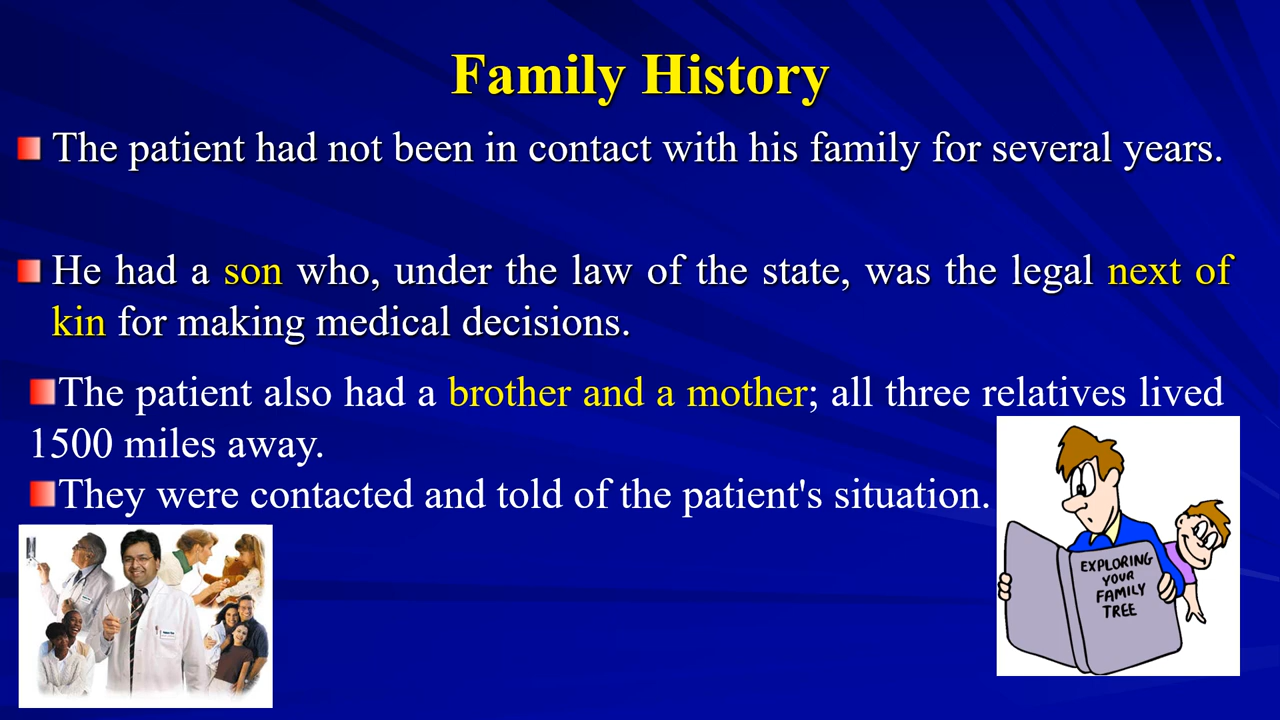 Family History
The patient had not been in contact with his family for several years.
He had a son who, under the law of the state, was the legal next of
kin for making medical decisions.
The patient also had a brother and a mother; all three relatives lived
1500 miles away.
They were contacted and told of the patient's situation.
EXPLORING
YOUR
FAMILY
TREE